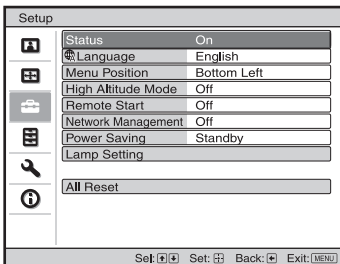 Setup
Status On
Language English
Menu Position Bottom Left
High Altitude Mode Off
Remote Start Off
Network Management Off
Power Saving Standby
Lamp Setting
All Reset
Sel: Set: Back: Exit: MENU